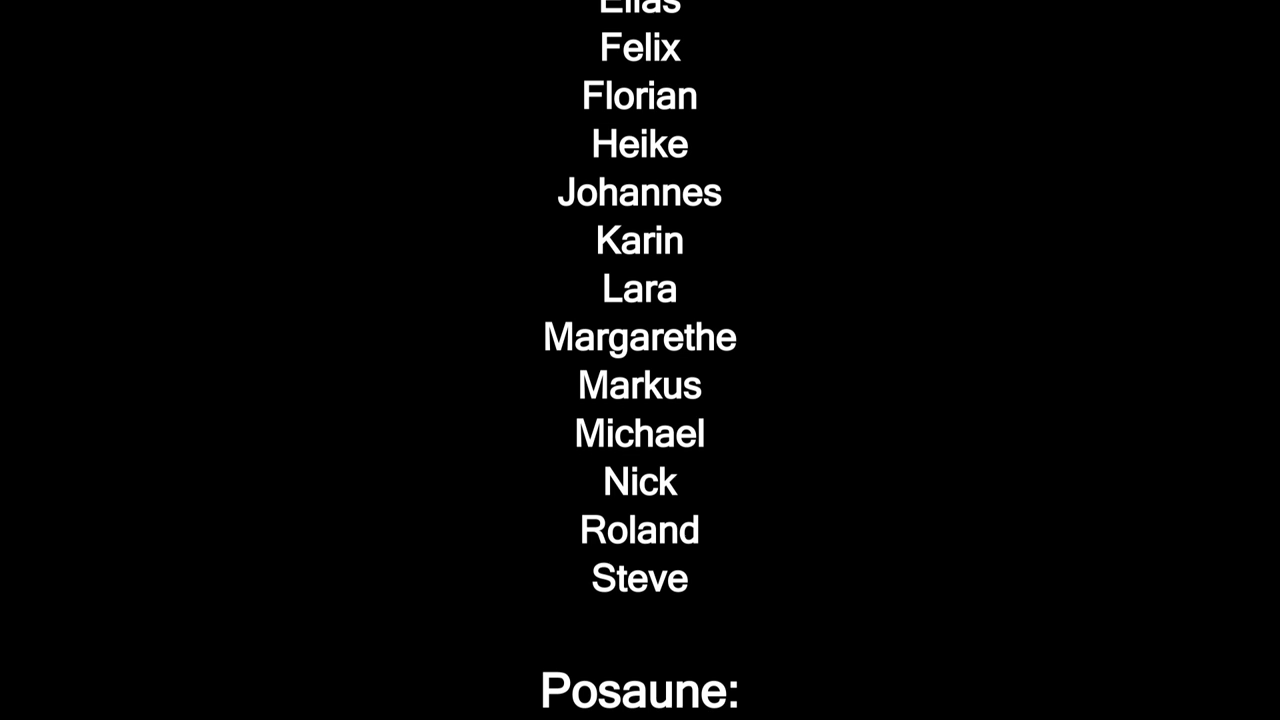 Elias
Felix
Florian
Heike
Johannes
Karin
Lara
Margarethe
Markus
Michael
Nick
Roland
Steve
Posaune: